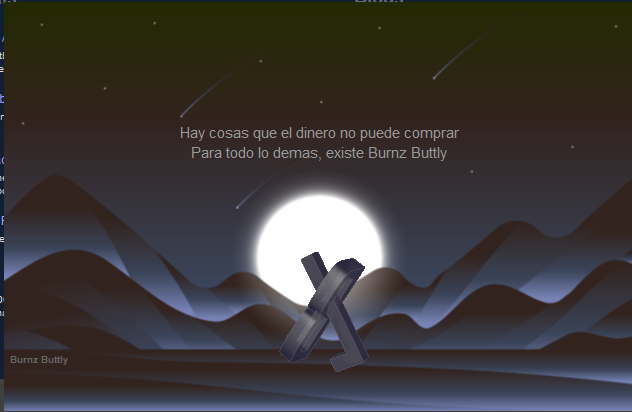 Hay cosas que el dinero no puede comprar
Para todo lo demas, existe Burnz Buttly
Burnz Buttly